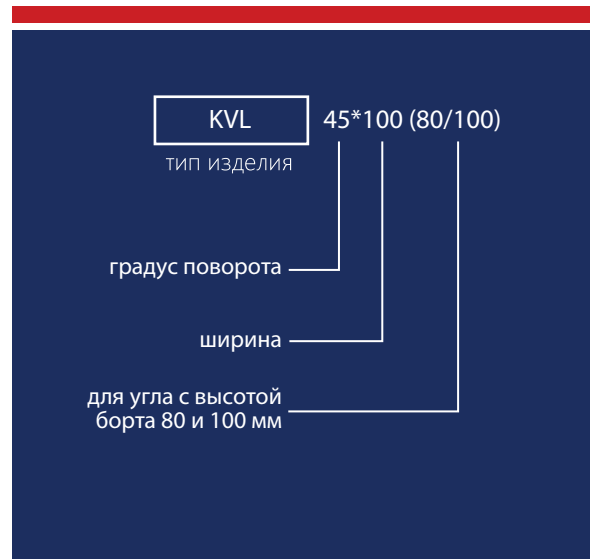 KVL 45*100 (80/100)
тип изделия
градус поворота
ширина
для угла с высотой
борта 80 и 100 мм